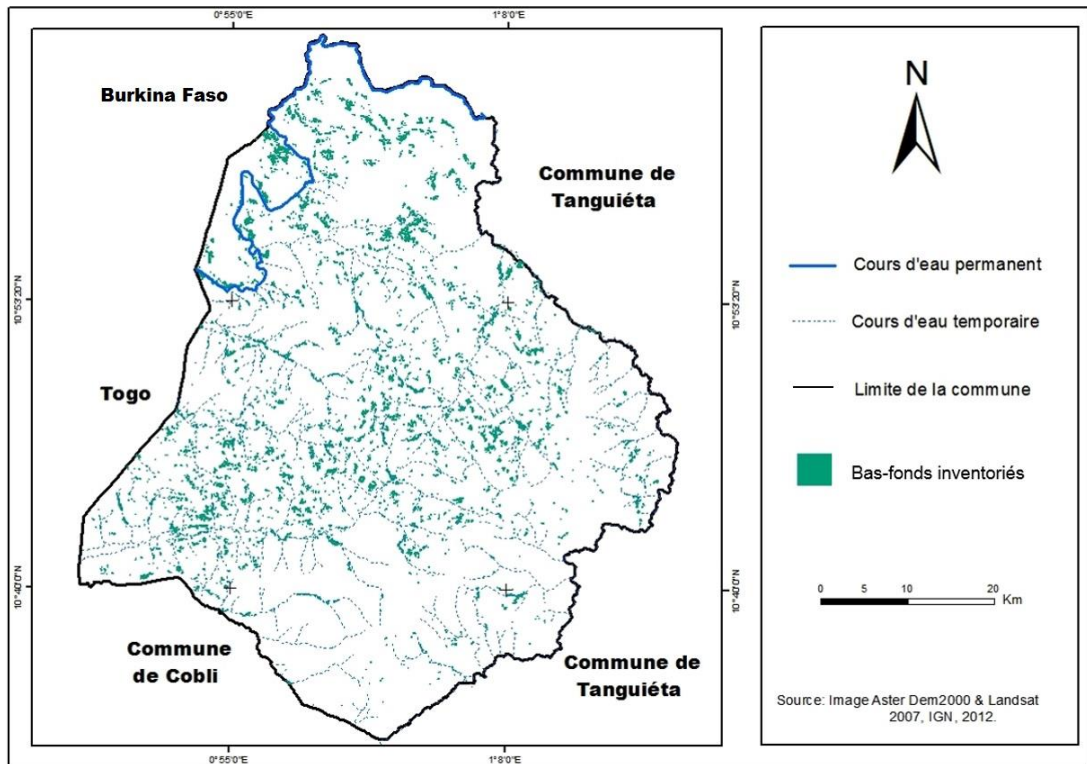 0°55'0"E
1°8'0"E
Burkina Faso
Commune de
Tanguiéta
10°53'20"N
10°53'20"N
Togo
10°40'0"N
10°40'0"N
Commune
de Cobli
Commune de
Tanguiéta
0°55'0"E
1°8'0"E
N
Cours d'eau permanent
Cours d'eau temporaire
Limite de la commune
Bas-fonds inventoriés
0 5 10 20
Km
Source: Image Aster Dem2000 & Landsat
2007, IGN, 2012.